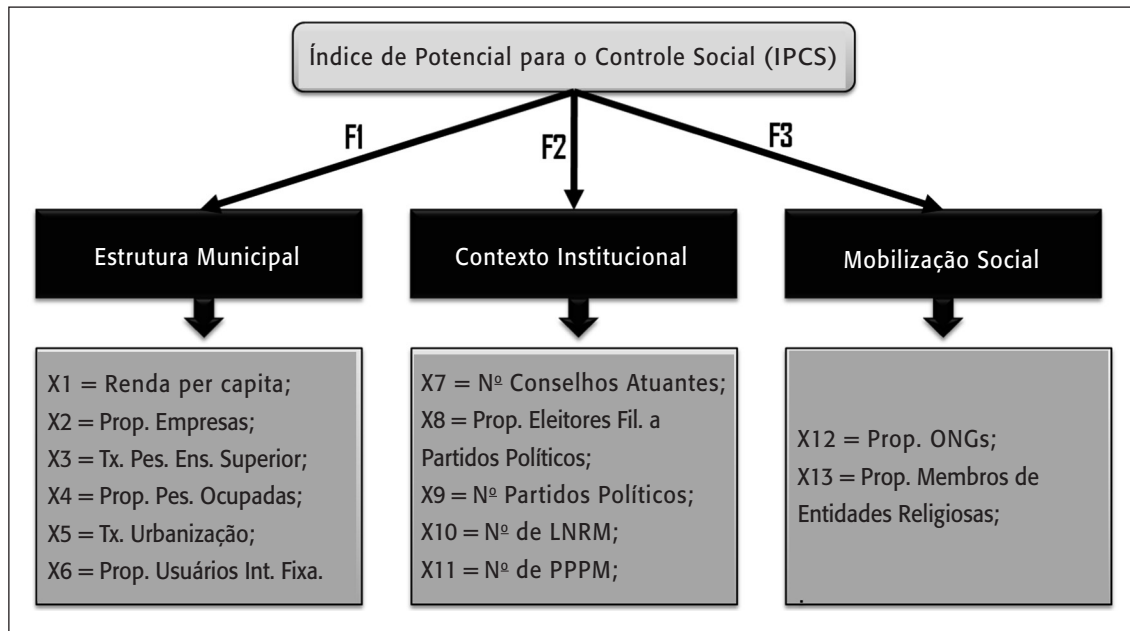 Índice de Potencial para o Controle Social (IPCS)
F1
F2
F3
Estrutura Municipal
Contexto Institucional
Mobilização Social
X1 = Renda per capita;
X2 = Prop. Empresas;
X3 = Tx. Pes. Ens. Superior;
X4 = Prop. Pes. Ocupadas;
X5 = Tx. Urbanização;
X6 = Prop. Usuários Int. Fixa.
X7 = Nº Conselhos Atuantes;
X8 = Prop. Eleitores Fil. a
Partidos Políticos;
X9 = Nº Partidos Políticos;
X10 = Nº de LNRM;
X11 = Nº de PPPM;
X12 = Prop. ONGs;
X13 = Prop. Membros de
Entidades Religiosas;
.